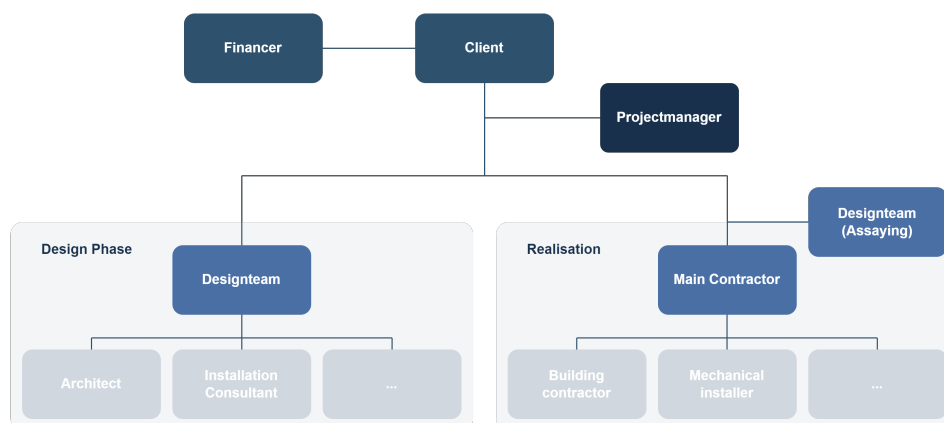 Financer
Client
Projectmanager
Designteam
(Assaying)
Design Phase
Realisation
Designteam
Main Contractor
Architect
Installation
Consultant
...
Building
contractor
Mechanical
installer
...